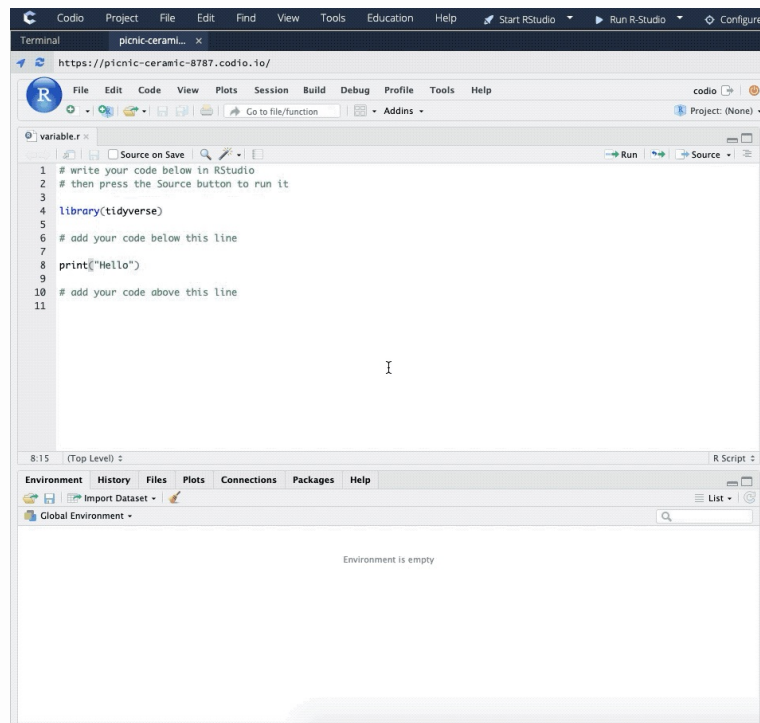 Codio Project File Edit Find View Tools Education Help Start RStudio Run R-Studio Configure
Terminal picnic-cerami... ×
https://picnic-ceramic-8787.codio.io/
R File Edit Code View Plots Session Build Debug Profile Tools Help codio
Go to file/function Addins Project: (None)
variable.r ×
Source on Save Run Source
1 # write your code below in RStudio
2 # then press the Source button to run it
3
4 library(tidyverse)
5
6 # add your code below this line
7
8 print("Hello")
9
10 # add your code above this line
11
8:15 (Top Level) R Script
Environment History Files Plots Connections Packages Help
Import Dataset List
Global Environment
Environment is empty